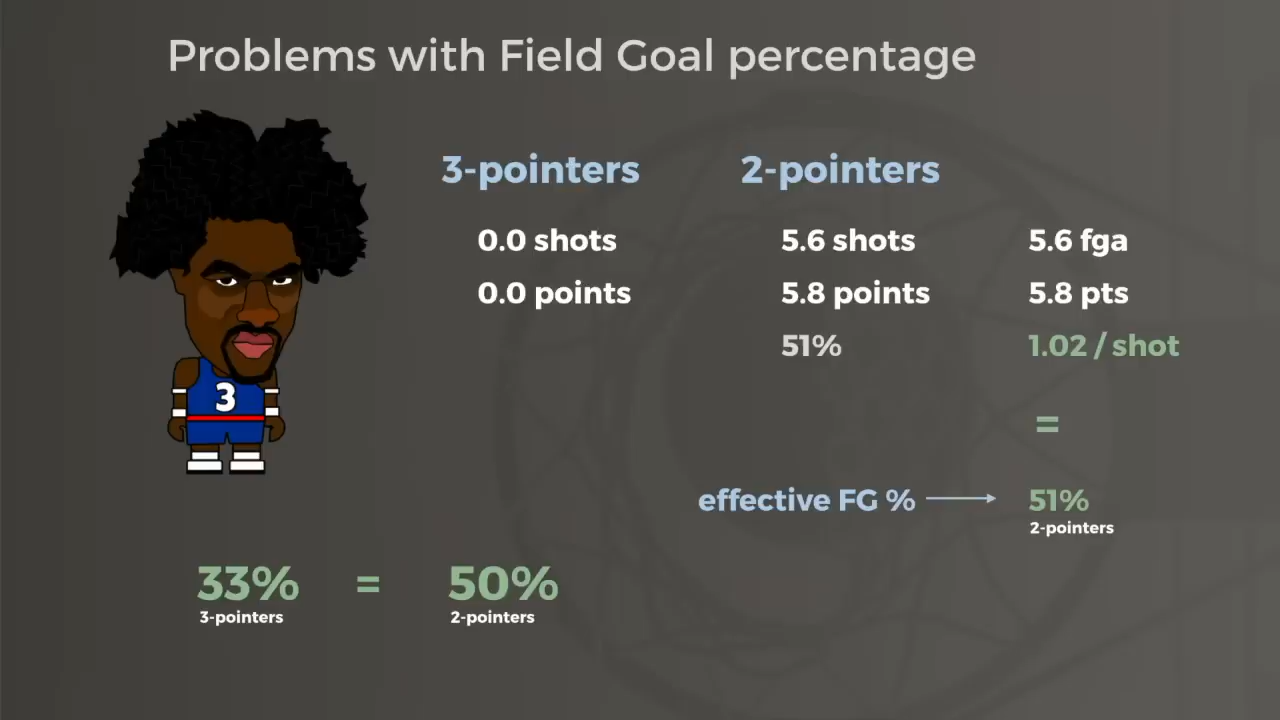 Problems with Field Goal percentage
3-pointers 2-pointers
0.0 shots 5.6 shots 5.6 fga
0.0 points 5.8 points 5.8 pts
51% 1.02 / shot
3
=
effective FG % 51%
2-pointers
33% = 50%
3-pointers 2-pointers